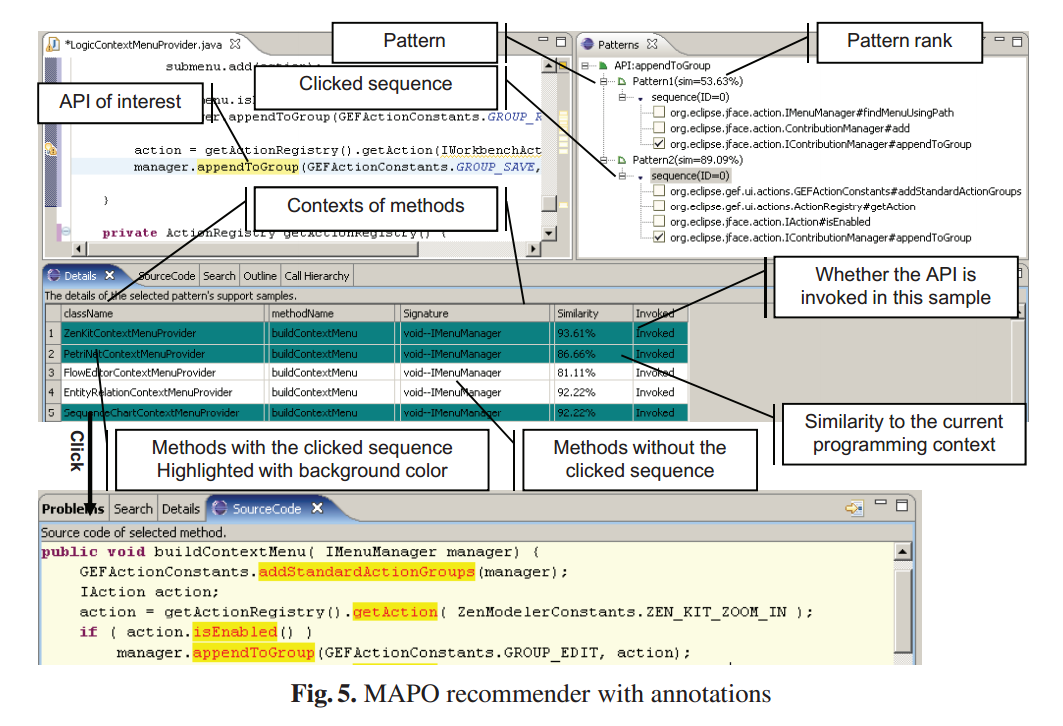 *LogicContextMenuProvider.java
Pattern
Patterns
Pattern rank
submenu.add(action);
Clicked sequence
API of interest
appendToGroup(GEFActionConstants.GROUP_R
action = getActionRegistry().getAction(IWorkbenchAct
manager.appendToGroup(GEFActionConstants.GROUP_SAVE,
}
Contexts of methods
private ActionRegistry getActionRegistry() {
API:appendToGroup
Pattern1(sim=53.63%)
sequence(ID=0)
org.eclipse.jface.action.IMenuManager#findMenuUsingPath
org.eclipse.jface.action.ContributionManager#add
org.eclipse.jface.action.IContributionManager#appendToGroup
Pattern2(sim=89.09%)
sequence(ID=0)
org.eclipse.gef.ui.actions.GEFActionConstants#addStandardActionGroups
org.eclipse.gef.ui.actions.ActionRegistry#getAction
org.eclipse.jface.action.IAction#isEnabled
org.eclipse.jface.action.IContributionManager#appendToGroup
Details SourceCode Search Outline Call Hierarchy
The details of the selected pattern's support samples.
className methodName Signature Similarity Invoked
1 ZenKitContextMenuProvider buildContextMenu void--IMenuManager 93.61% Invoked
2 PetriNetContextMenuProvider buildContextMenu void--IMenuManager 86.66% Invoked
3 FlowEditorContextMenuProvider buildContextMenu void--IMenuManager 81.11% Invoked
4 EntityRelationContextMenuProvider buildContextMenu void--IMenuManager 92.22% Invoked
5 SequenceChartContextMenuProvider buildContextMenu void--IMenuManager 92.22% Invoked
Whether the API is
invoked in this sample
Similarity to the current
programming context
Click
Methods with the clicked sequence
Highlighted with background color
Methods without the
clicked sequence
Problems Search Details SourceCode
Source code of selected method.
public void buildContextMenu( IMenuManager manager) {
GEFActionConstants.addStandardActionGroups(manager);
IAction action;
action = getActionRegistry().getAction( ZenModelerConstants.ZEN_KIT_ZOOM_IN );
if ( action.isEnabled() )
manager.appendToGroup(GEFActionConstants.GROUP_EDIT, action);
Fig. 5. MAPO recommender with annotations